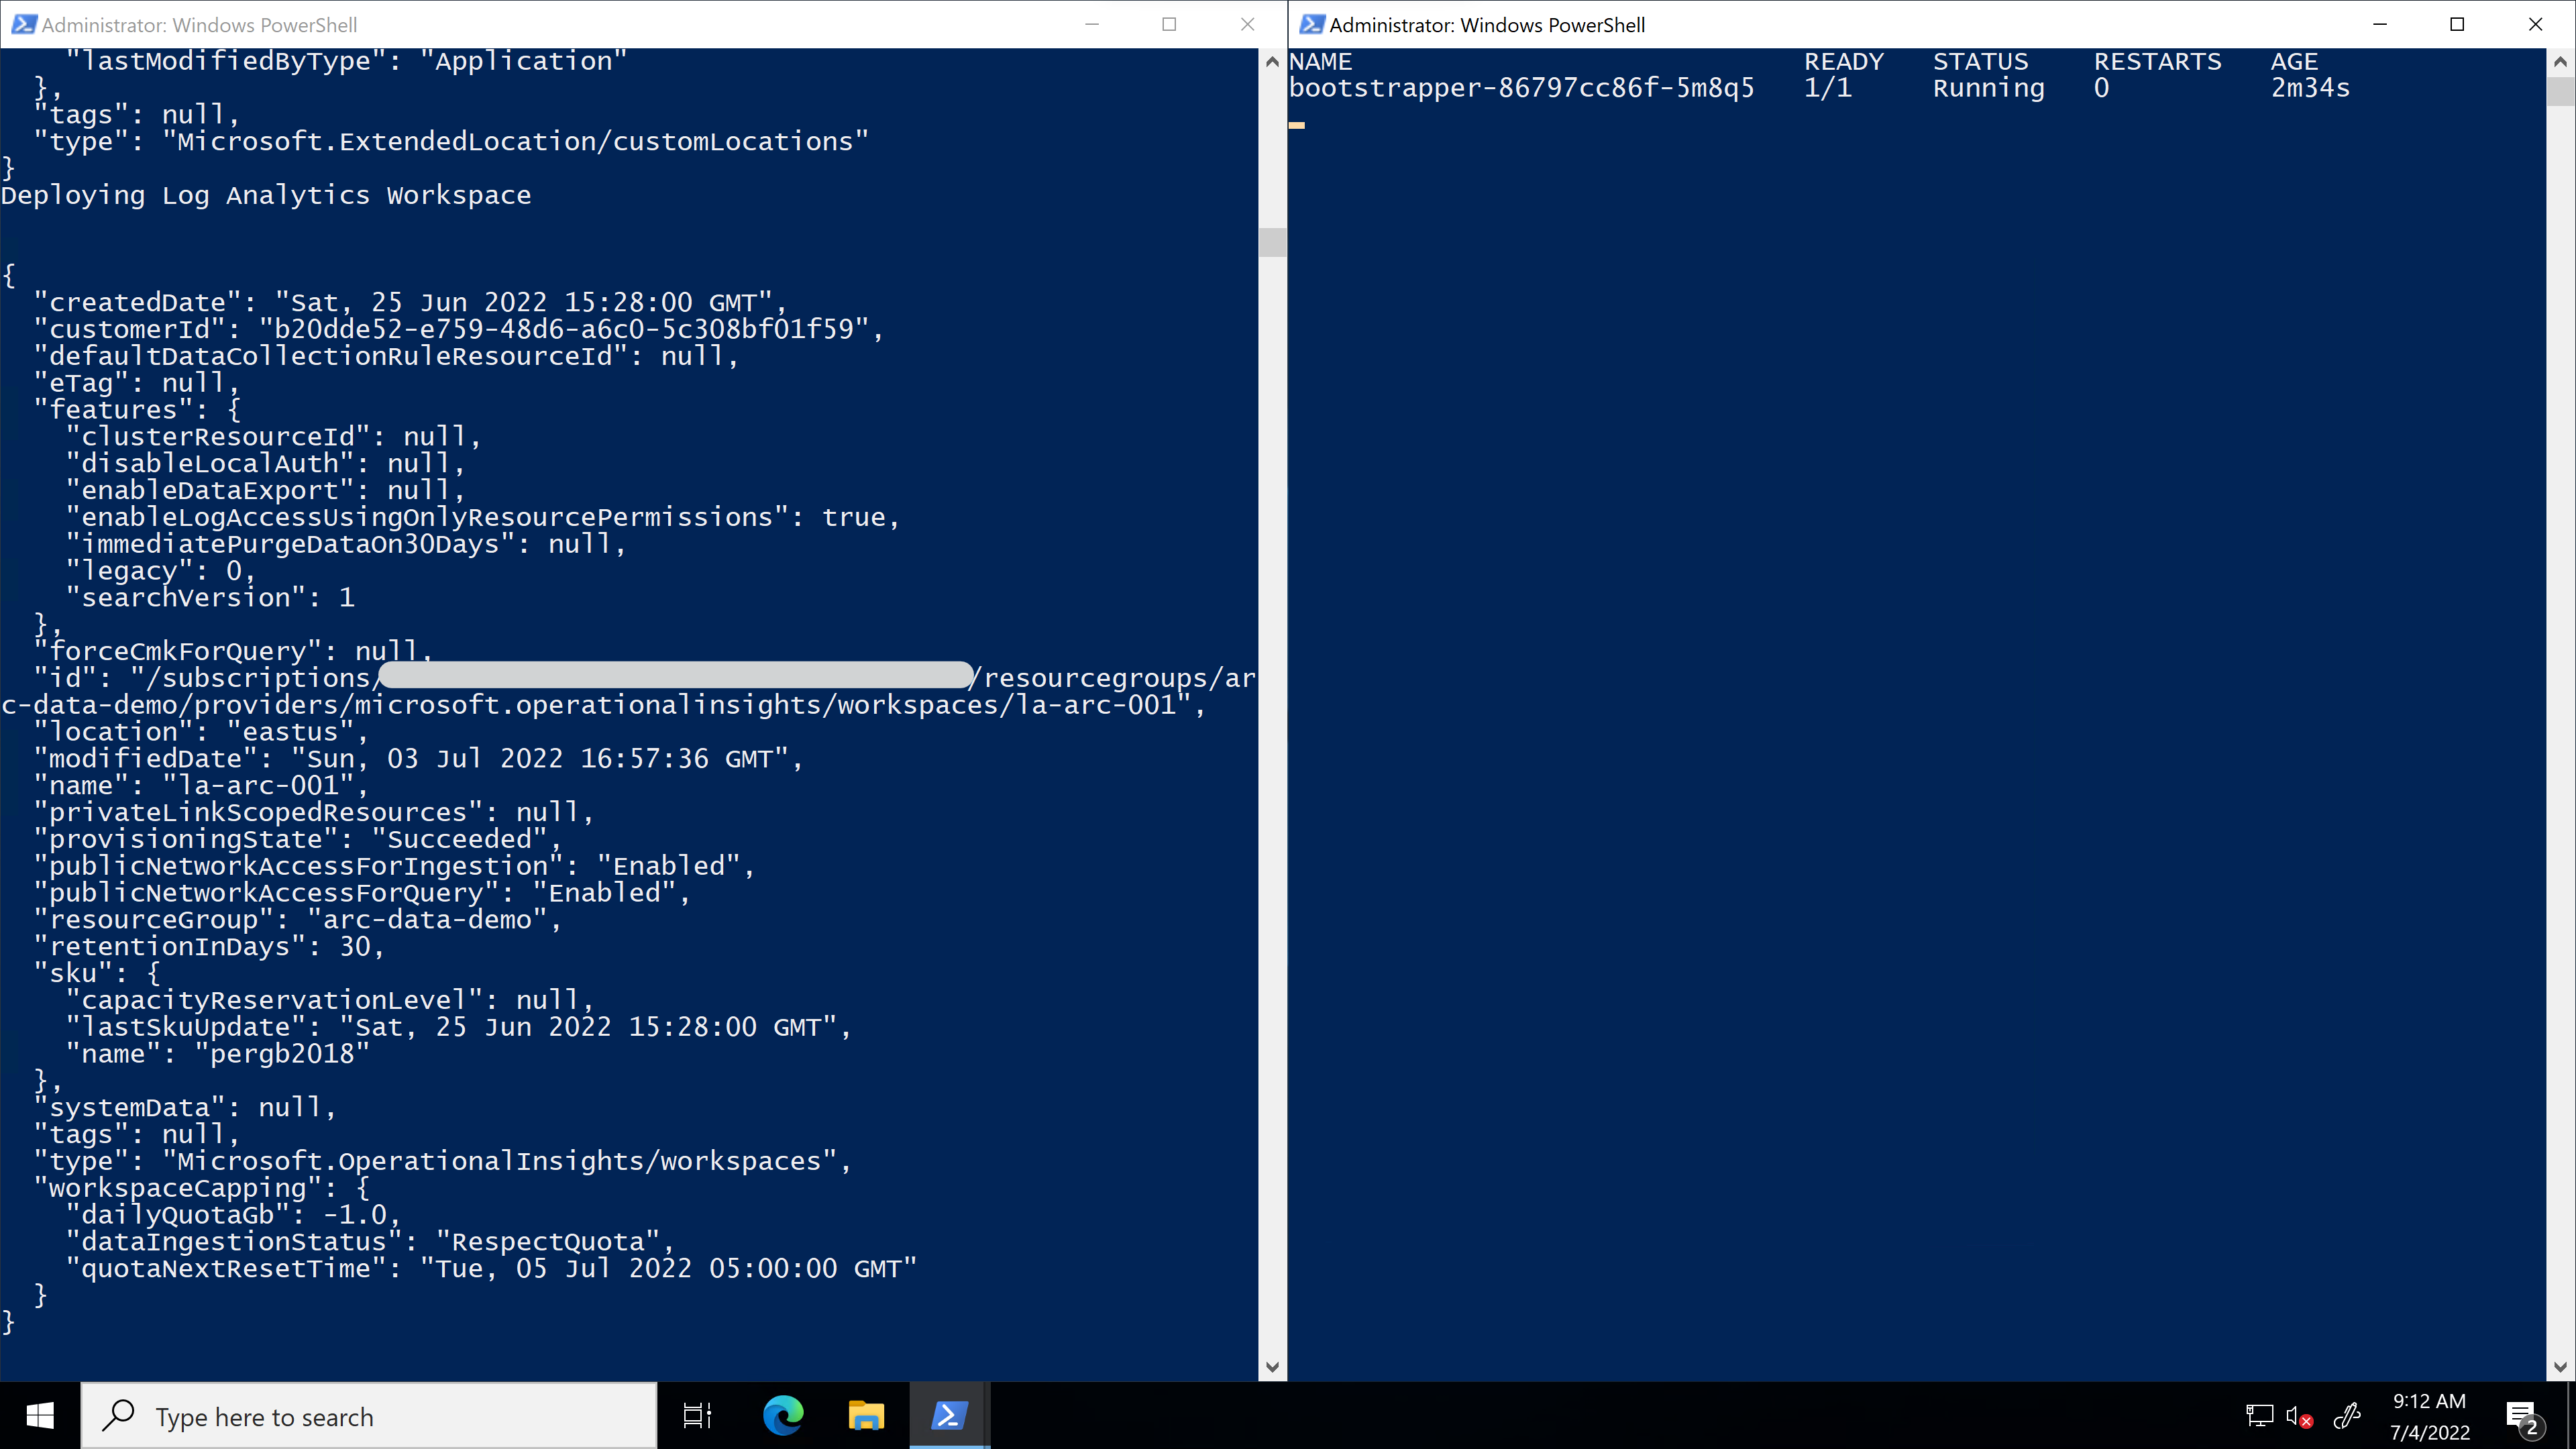 Administrator: Windows PowerShell
    "lastModifiedByType": "Application"
  },
  "tags": null,
  "type": "Microsoft.ExtendedLocation/customLocations"
}
Deploying Log Analytics Workspace
{
  "createdDate": "Sat, 25 Jun 2022 15:28:00 GMT",
  "customerId": "b20dde52-e759-48d6-a6c0-5c308bf01f59",
  "defaultDataCollectionRuleResourceId": null,
  "eTag": null,
  "features": {
    "clusterResourceId": null,
    "disableLocalAuth": null,
    "enableDataExport": null,
    "enableLogAccessUsingOnlyResourcePermissions": true,
    "immediatePurgeDataOn30Days": null,
    "legacy": 0,
    "searchVersion": 1
  },
  "forceCmkForQuery": null,
  "id": "/subscriptions/ /resourcegroups/ar
c-data-demo/providers/microsoft.operationalinsights/workspaces/la-arc-001",
  "location": "eastus",
  "modifiedDate": "Sun, 03 Jul 2022 16:57:36 GMT",
  "name": "la-arc-001",
  "privateLinkScopedResources": null,
  "provisioningState": "Succeeded",
  "publicNetworkAccessForIngestion": "Enabled",
  "publicNetworkAccessForQuery": "Enabled",
  "resourceGroup": "arc-data-demo",
  "retentionInDays": 30,
  "sku": {
    "capacityReservationLevel": null,
    "lastSkuUpdate": "Sat, 25 Jun 2022 15:28:00 GMT",
    "name": "pergb2018"
  },
  "systemData": null,
  "tags": null,
  "type": "Microsoft.OperationalInsights/workspaces",
  "workspaceCapping": {
    "dailyQuotaGb": -1.0,
    "dataIngestionStatus": "RespectQuota",
    "quotaNextResetTime": "Tue, 05 Jul 2022 05:00:00 GMT"
  }
}
Administrator: Windows PowerShell
NAME READY STATUS RESTARTS AGE
bootstrapper-86797cc86f-5m8q5 1/1 Running 0 2m34s
Type here to search
9:12 AM
7/4/2022
2